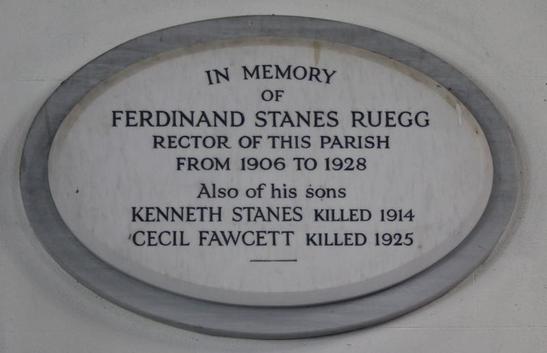 IN MEMORY
OF
FERDINAND STANES RUEGG
RECTOR OF THIS PARISH
FROM 1906 TO 1928
Also of his sons
KENNETH STANES KILLED 1914
CECIL FAWCETT KILLED 1925